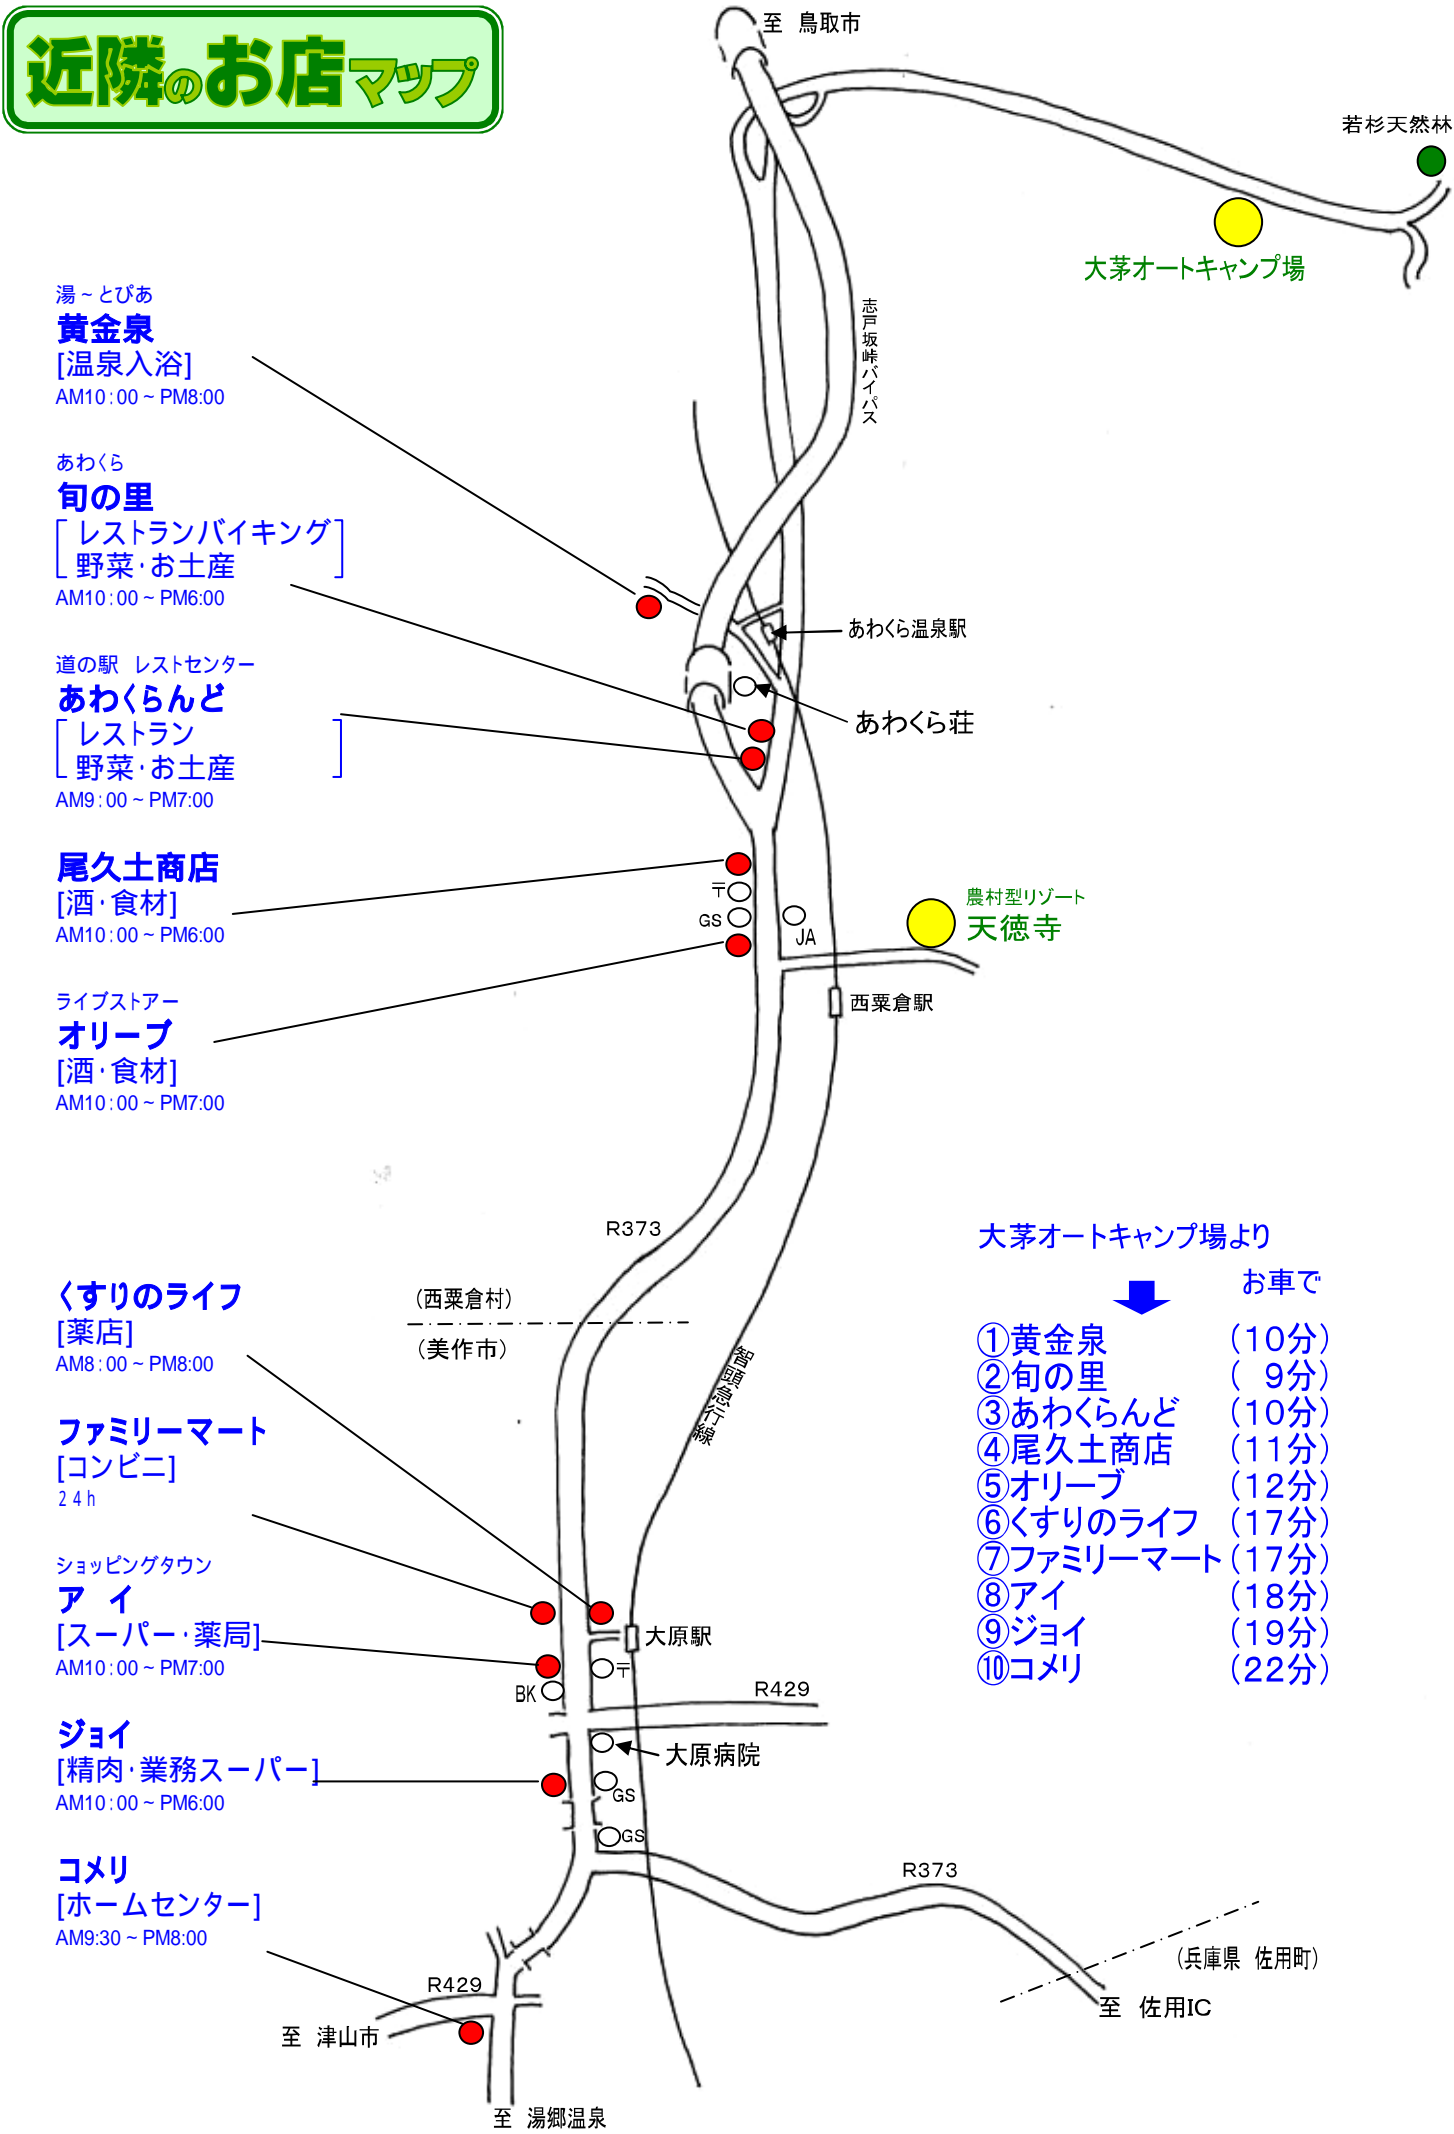 近隣のお店マップ
至　鳥取市
若杉天然林
大茅オートキャンプ場
志戸坂峠バイパス
湯～とぴあ
黄金泉
[温泉入浴]
AM10:00～PM8:00
あわくら
旬の里
レストランバイキング
野菜・お土産
AM10:00～PM6:00
道の駅　レストセンター
あわくらんど
レストラン
野菜・お土産
AM9:00～PM7:00
尾久土商店
[酒・食材]
AM10:00～PM6:00
ライブストアー
オリーブ
[酒・食材]
AM10:00～PM7:00
あわくら温泉駅
あわくら荘
〒
GS
JA
農村型リゾート
天徳寺
西粟倉駅
R373
(西粟倉村)
(美作市)
智頭急行線
くすりのライフ
[薬店]
AM8:00～PM8:00
ファミリーマート
[コンビニ]
24h
ショッピングタウン
アイ
[スーパー・薬局]
AM10:00～PM7:00
ジョイ
[精肉・業務スーパー]
AM10:00～PM6:00
コメリ
[ホームセンター]
AM9:30～PM8:00
大原駅
〒
BK
R429
大原病院
GS
GS
R373
(兵庫県　佐用町)
至　佐用IC
R429
至　津山市
至　湯郷温泉
大茅オートキャンプ場より
お車で
①黄金泉　(10分)
②旬の里　(9分)
③あわくらんど　(10分)
④尾久土商店　(11分)
⑤オリーブ　(12分)
⑥くすりのライフ　(17分)
⑦ファミリーマート(17分)
⑧アイ　(18分)
⑨ジョイ　(19分)
⑩コメリ　(22分)